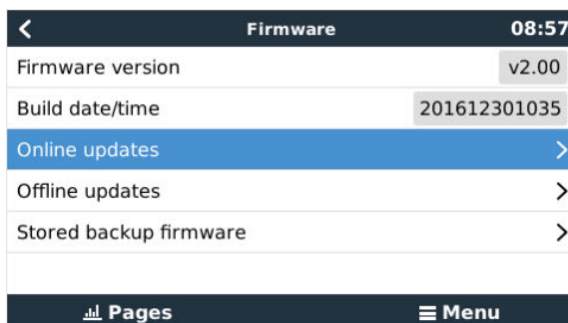 Firmware 08:57
Firmware version v2.00
Build date/time 201612301035
Online updates
Offline updates
Stored backup firmware
Pages Menu